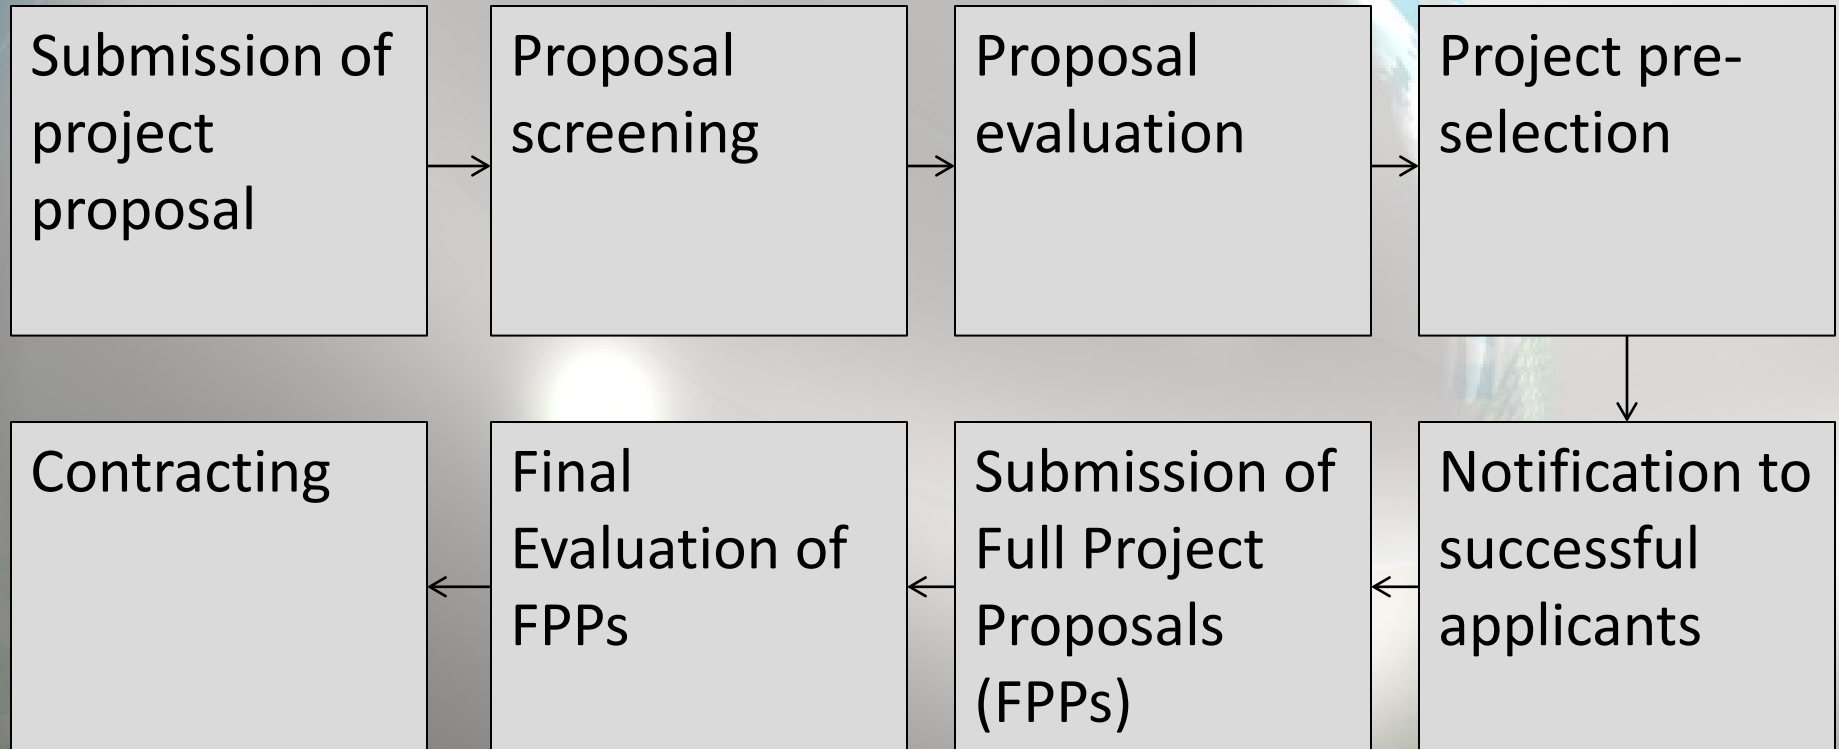 Submission of
project
proposal
Proposal
screening
Proposal
evaluation
Project pre-
selection
Notification to
successful
applicants
Submission of
Full Project
Proposals
(FPPs)
Final
Evaluation of
FPPs
Contracting